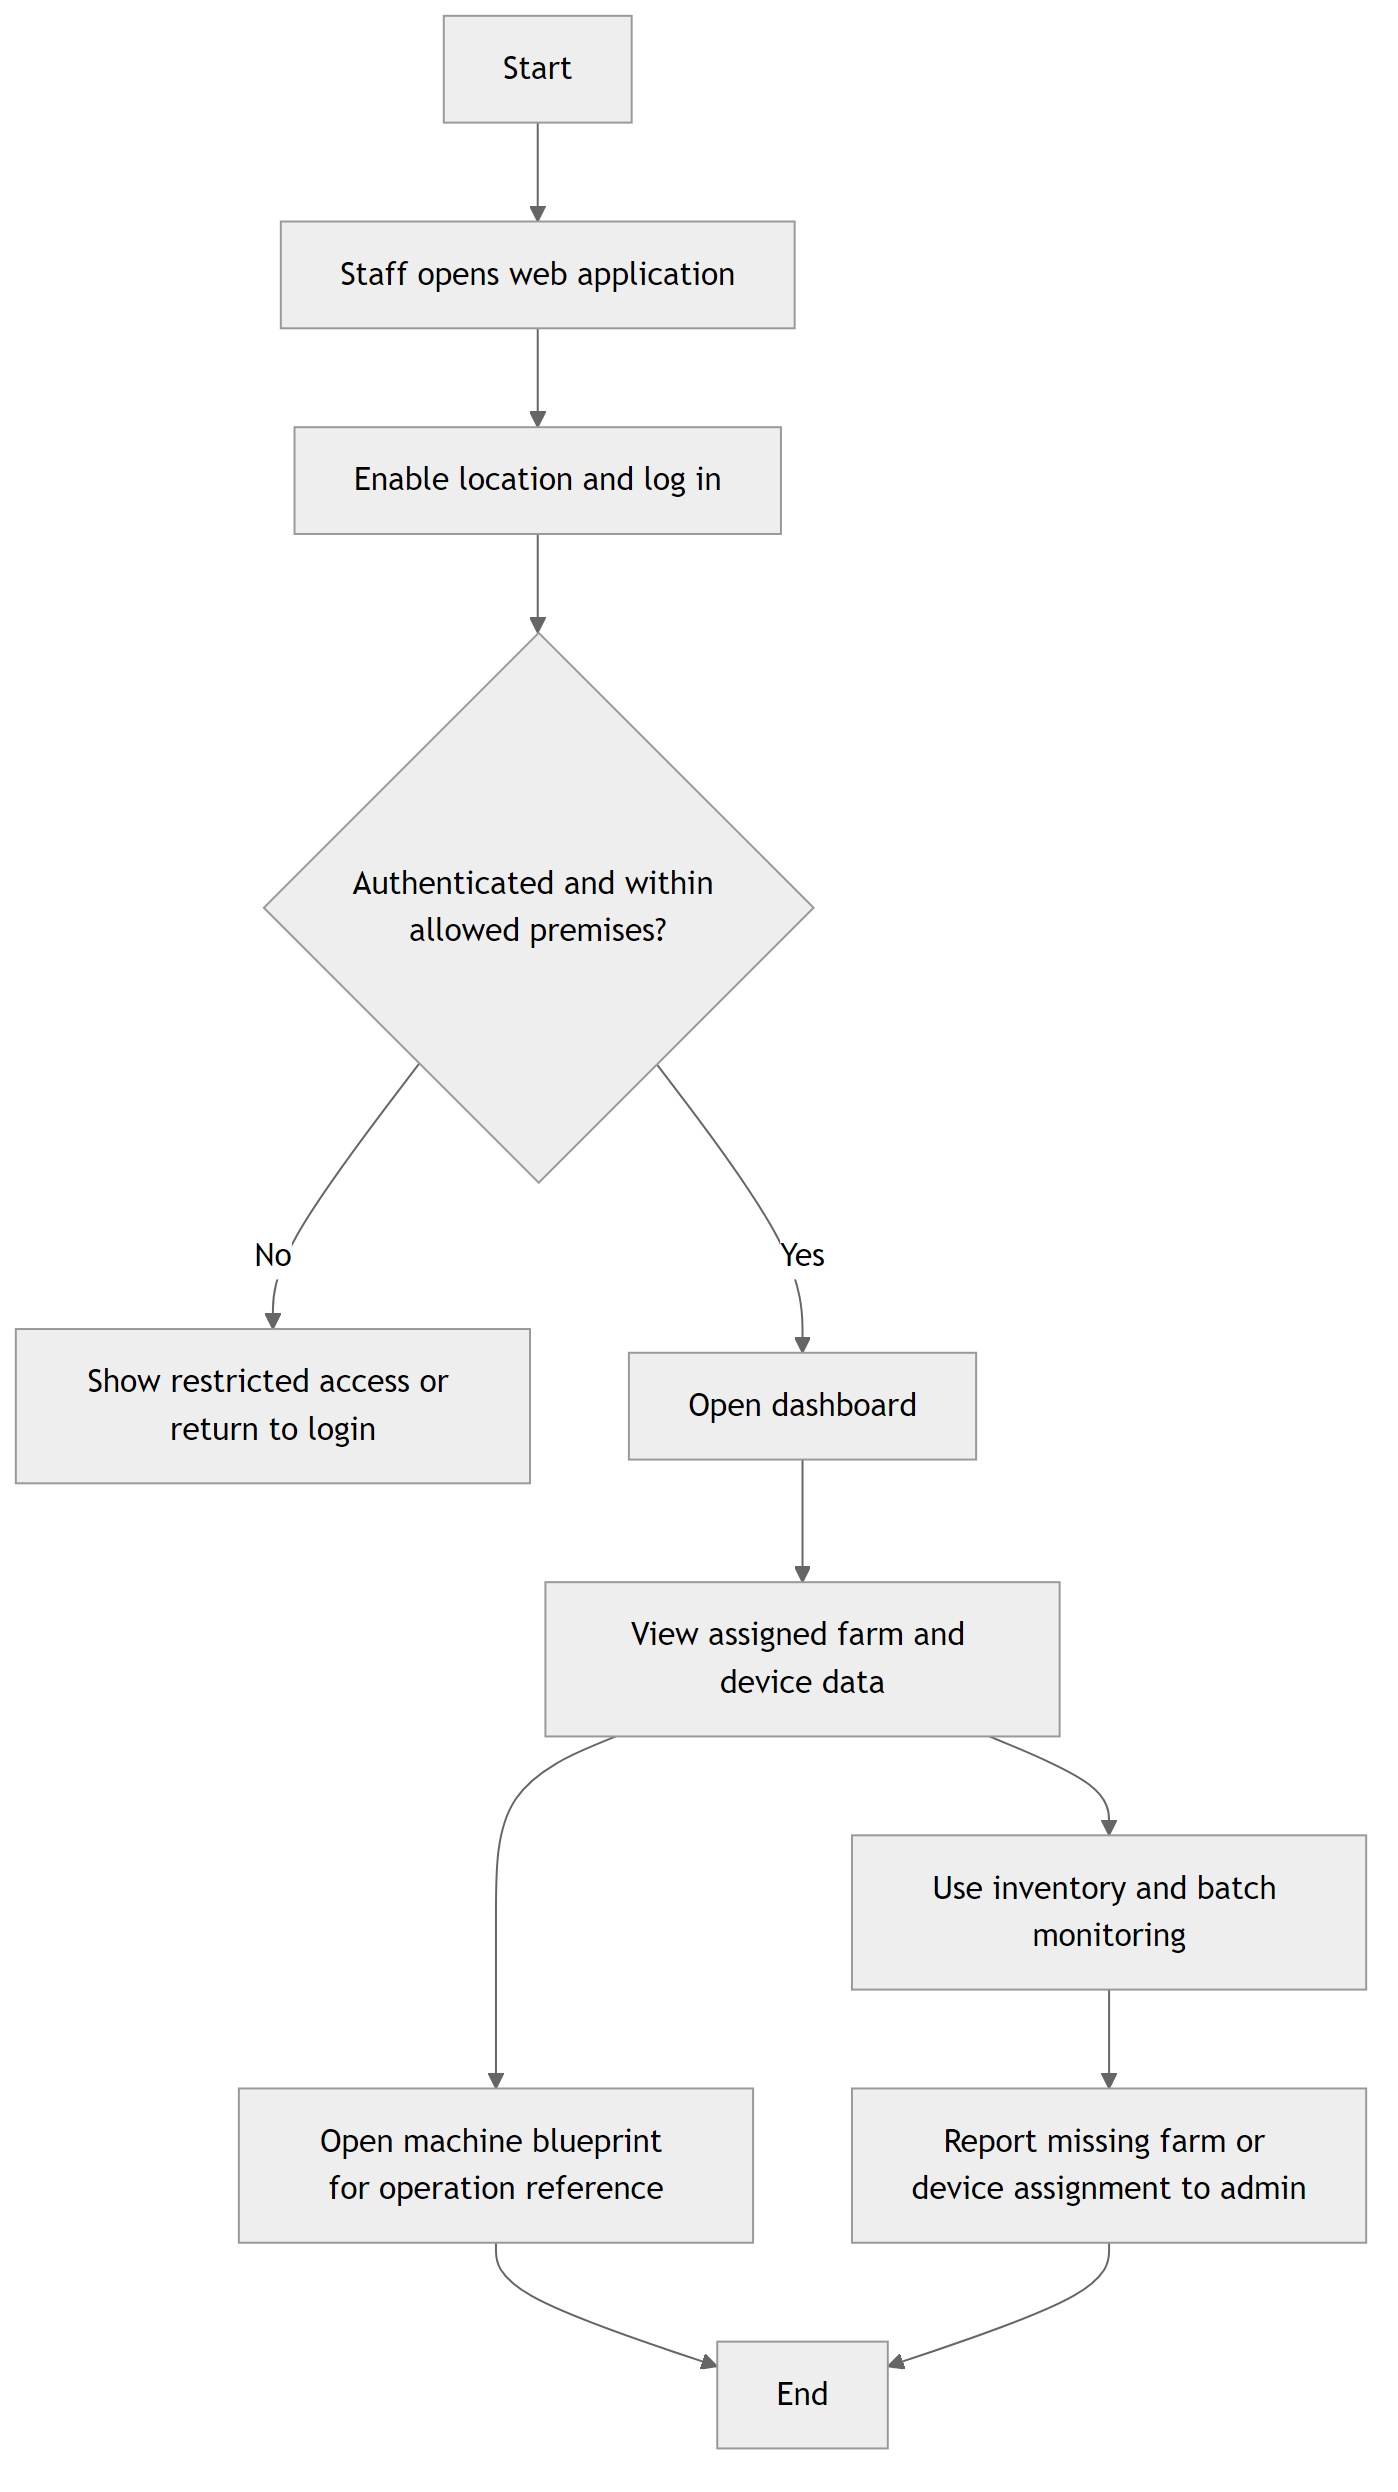 Start
Staff opens web application
Enable location and log in
Authenticated and within
allowed premises?
No
Yes
Show restricted access or
return to login
Open dashboard
View assigned farm and
device data
Use inventory and batch
monitoring
Open machine blueprint
for operation reference
Report missing farm or
device assignment to admin
End